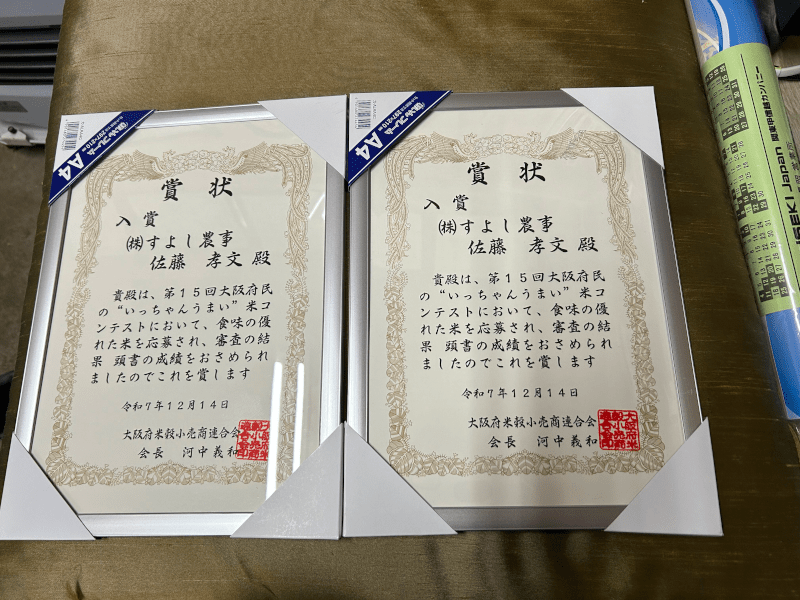 A4
賞状
入賞
㈱すよし農事
佐藤 孝文 殿
貴殿は、第15回大阪府民
の“いっちゃんうまい”米コ
ンテストにおいて、食味の優
れた米を応募され、審査の結
果 頭書の成績をおさめられ
ましたのでこれを賞します
令和7年12月14日
大阪府米穀小売商連合会
会長 河中義和
A4
賞状
入賞
㈱すよし農事
佐藤 孝文 殿
貴殿は、第15回大阪府民
の“いっちゃんうまい”米コ
ンテストにおいて、食味の優
れた米を応募され、審査の結
果 頭書の成績をおさめられ
ましたのでこれを賞します
令和7年12月14日
大阪府米穀小売商連合会
会長 河中義和
ISEKI Japan